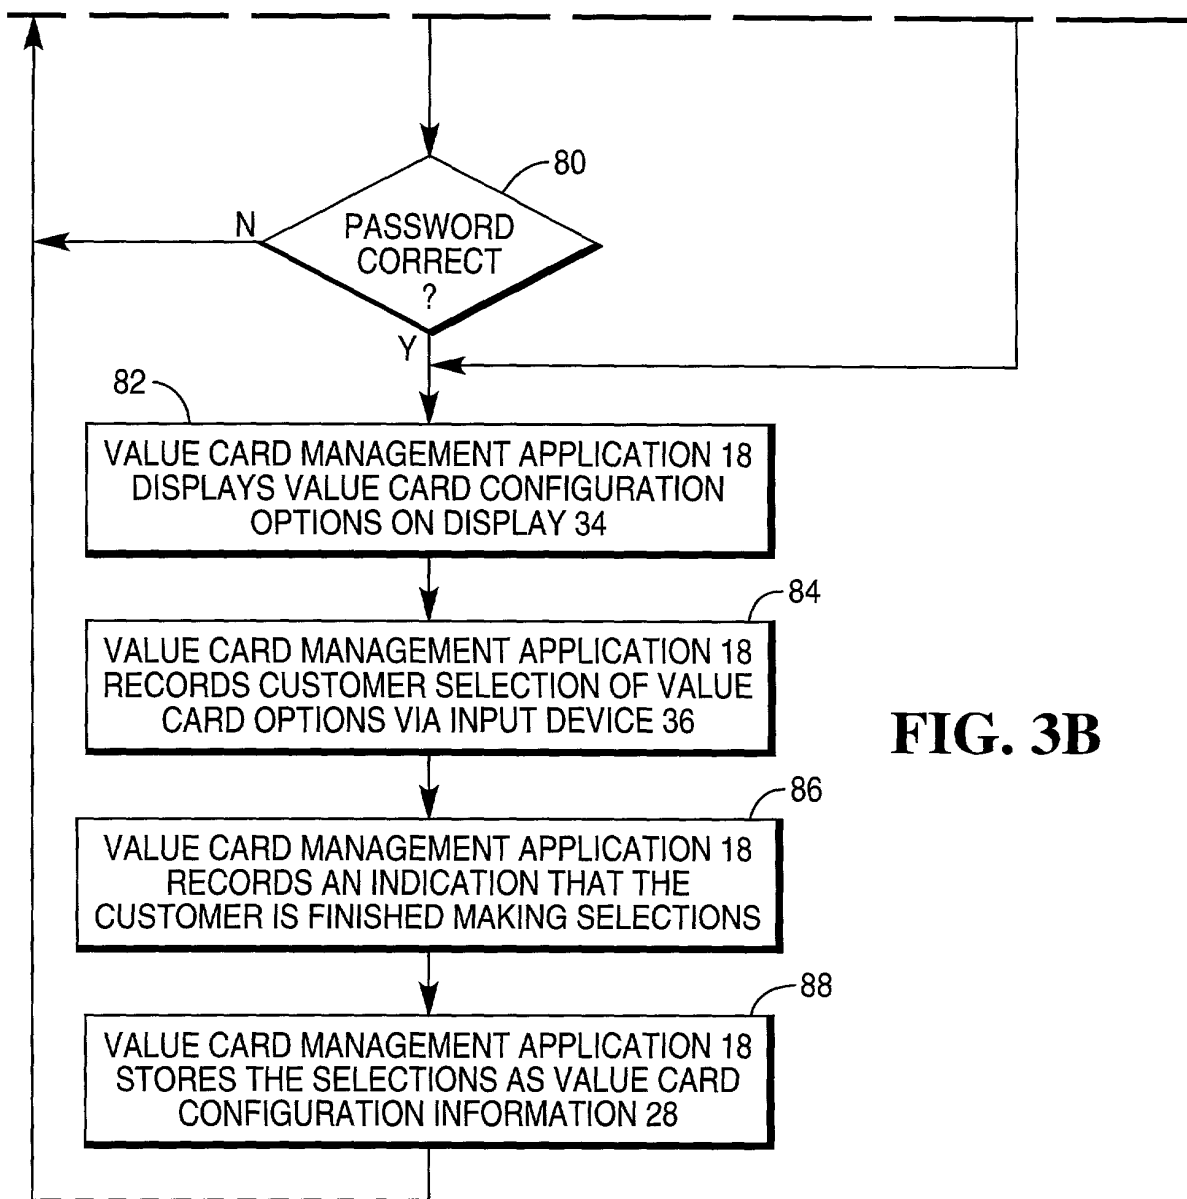 80
N
PASSWORD
CORRECT
?
Y
82
VALUE CARD MANAGEMENT APPLICATION 18
DISPLAYS VALUE CARD CONFIGURATION
OPTIONS ON DISPLAY 34
84
VALUE CARD MANAGEMENT APPLICATION 18
RECORDS CUSTOMER SELECTION OF VALUE
CARD OPTIONS VIA INPUT DEVICE 36
FIG. 3B
86
VALUE CARD MANAGEMENT APPLICATION 18
RECORDS AN INDICATION THAT THE
CUSTOMER IS FINISHED MAKING SELECTIONS
88
VALUE CARD MANAGEMENT APPLICATION 18
STORES THE SELECTIONS AS VALUE CARD
CONFIGURATION INFORMATION 28